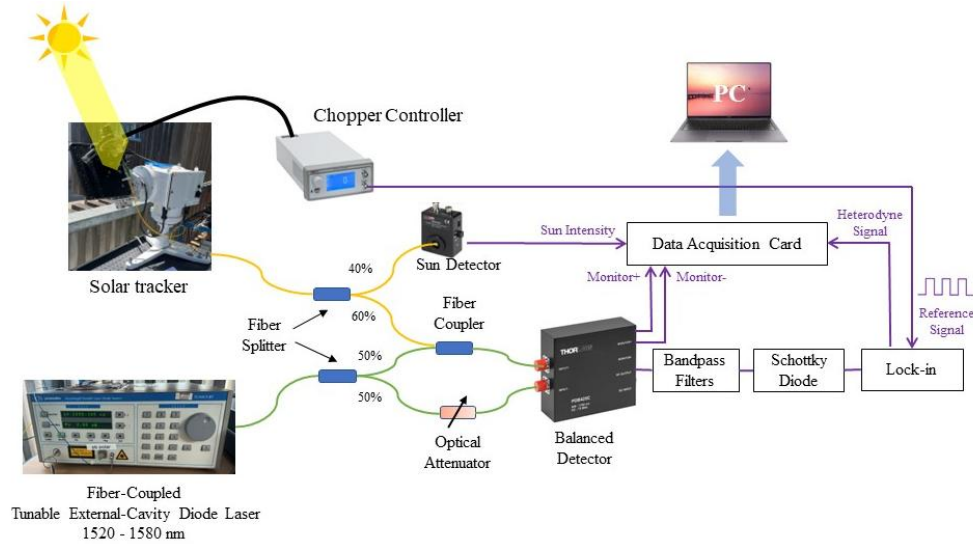 Chopper Controller
PC
Solar tracker
40%
60%
Sun Detector
Sun Intensity
Data Acquisition Card
Heterodyne
Signal
Monitor+
Monitor-
Reference
Signal
Fiber
Splitter
Fiber
Coupler
50%
50%
THORLABS
Bandpass
Filters
Schottky
Diode
Lock-in
Optical
Attenuator
Balanced
Detector
Fiber-Coupled
Tunable External-Cavity Diode Laser
1520 - 1580 nm